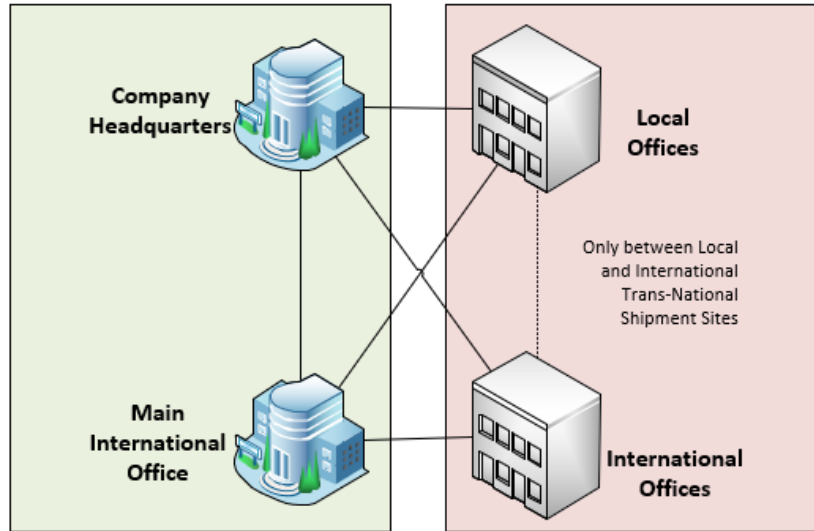 Company
Headquarters
Local
Offices
Only between Local
and International
Trans-National
Shipment Sites
Main
International
Office
International
Offices